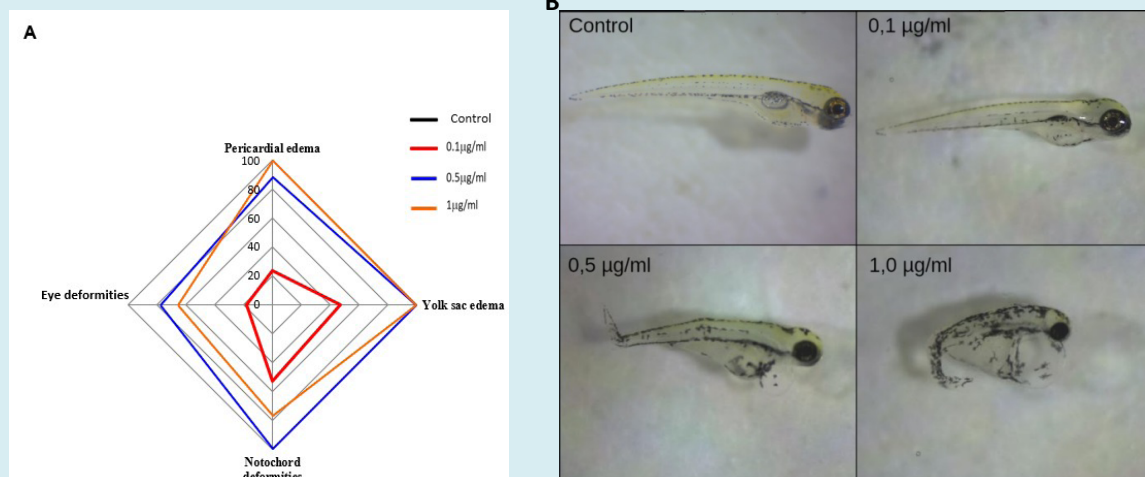 A
Control
0.1µg/ml
0.5µg/ml
1µg/ml
Pericardial edema
100
80
60
40
20
0
Eye deformities
Yolk sac edema
Notochord
deformities
B
Control
0,1 µg/ml
0,5 µg/ml
1,0 µg/ml